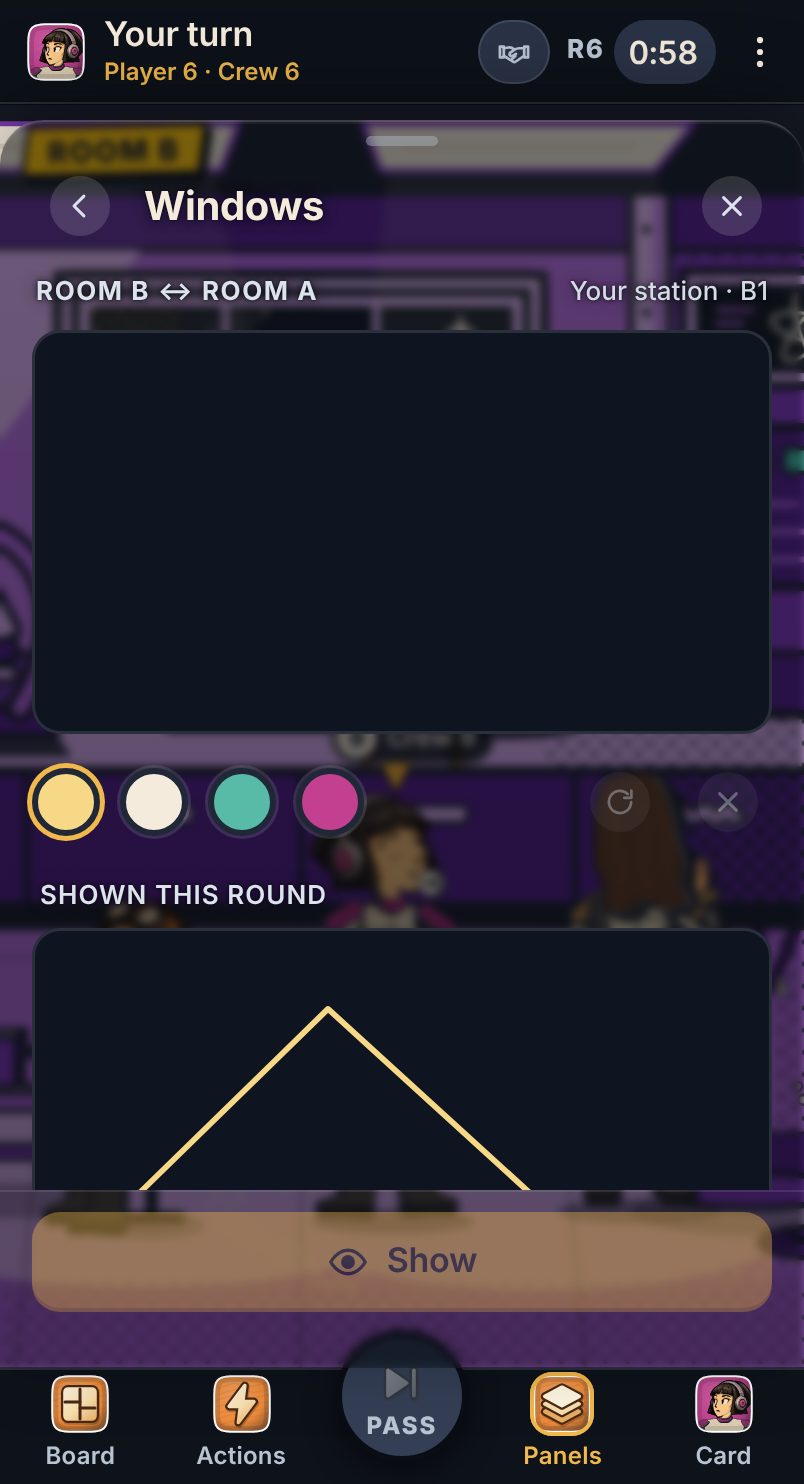 Your turn
Player 6 · Crew 6
R6
0:58
ROOM B
Windows
ROOM B ↔ ROOM A
Your station · B1
SHOWN THIS ROUND
Show
PASS
Board
Actions
Panels
Card